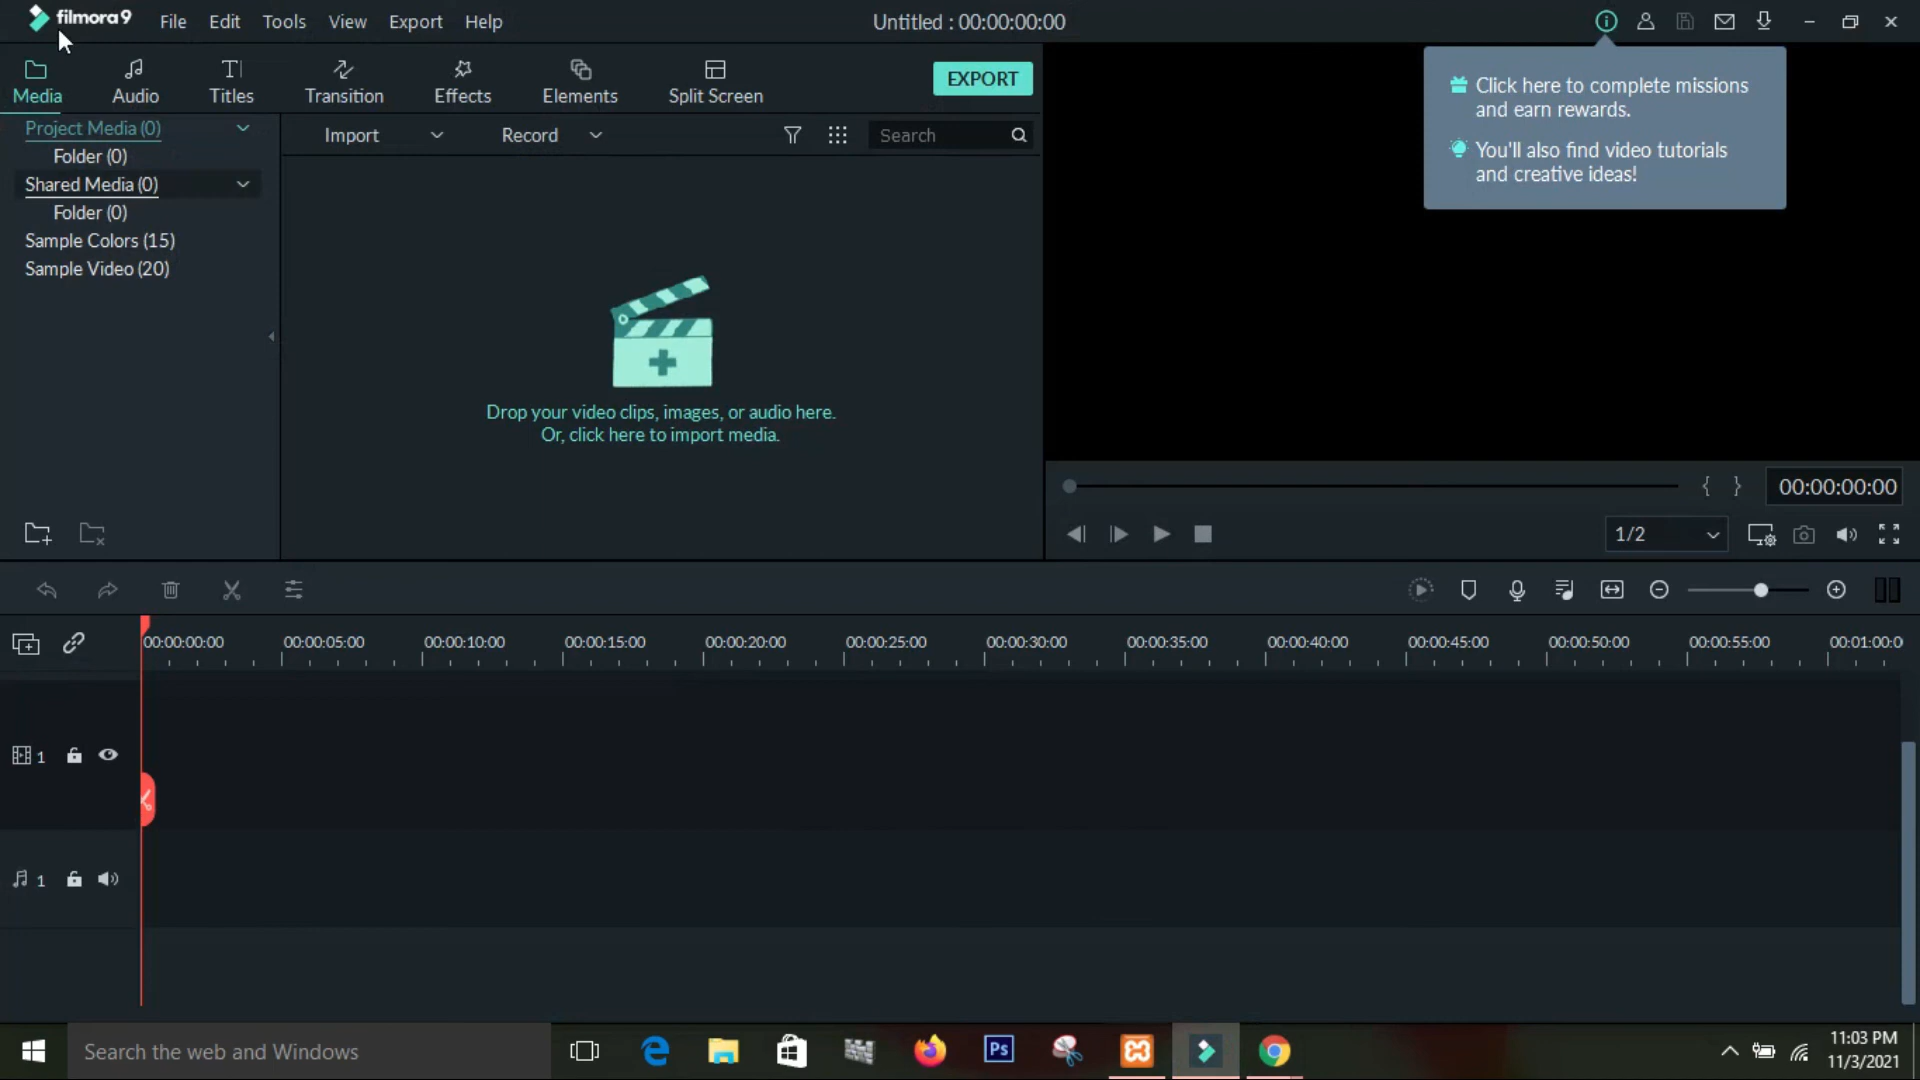 filmora9
File Edit Tools View Export Help
Untitled : 00:00:00:00
Media Audio Titles Transition Effects Elements Split Screen
EXPORT
Click here to complete missions
and earn rewards.
You'll also find video tutorials
and creative ideas!
Project Media (0)
Folder (0)
Shared Media (0)
Folder (0)
Sample Colors (15)
Sample Video (20)
Import Record Search
Drop your video clips, images, or audio here.
Or, click here to import media.
{ } 00:00:00:00
1/2
00:00:00:00 00:00:05:00 00:00:10:00 00:00:15:00 00:00:20:00 00:00:25:00 00:00:30:00 00:00:35:00 00:00:40:00 00:00:45:00 00:00:50:00 00:00:55:00 00:01:00:0
1
1
Search the web and Windows
Ps
11:03 PM
11/3/2021